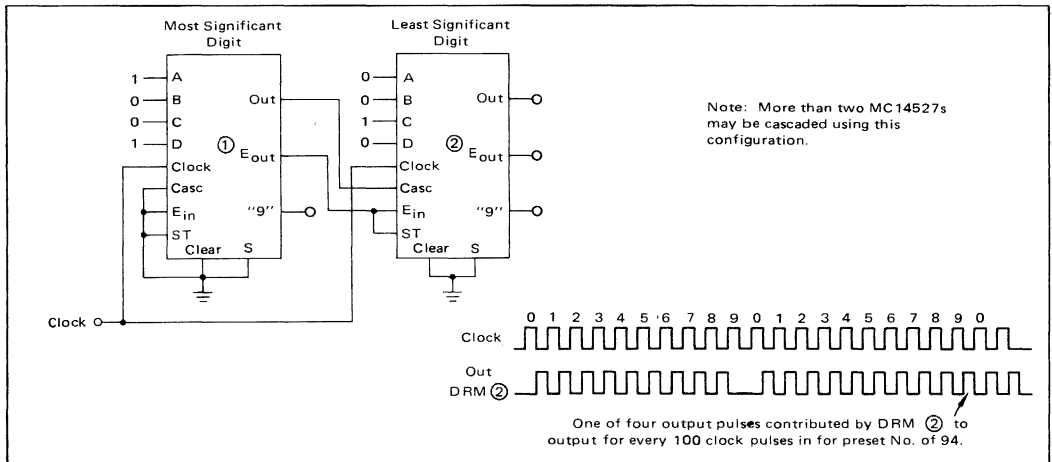 Most Significant
Digit
1 A
0 B
0 C
1 D
Clock
Casc
Ein
ST
Clear S
Out
①
Eout
"9"
Least Significant
Digit
0 A
0 B
1 C
0 D
Clock
Casc
Ein
ST
Clear S
Out
②
Eout
"9"
Note: More than two MC14527s
may be cascaded using this
configuration.
Clock
0 1 2 3 4 5 6 7 8 9 0 1 2 3 4 5 6 7 8 9 0
Clock
Out
DRM ②
One of four output pulses contributed by DRM ② to
output for every 100 clock pulses in for preset No. of 94.